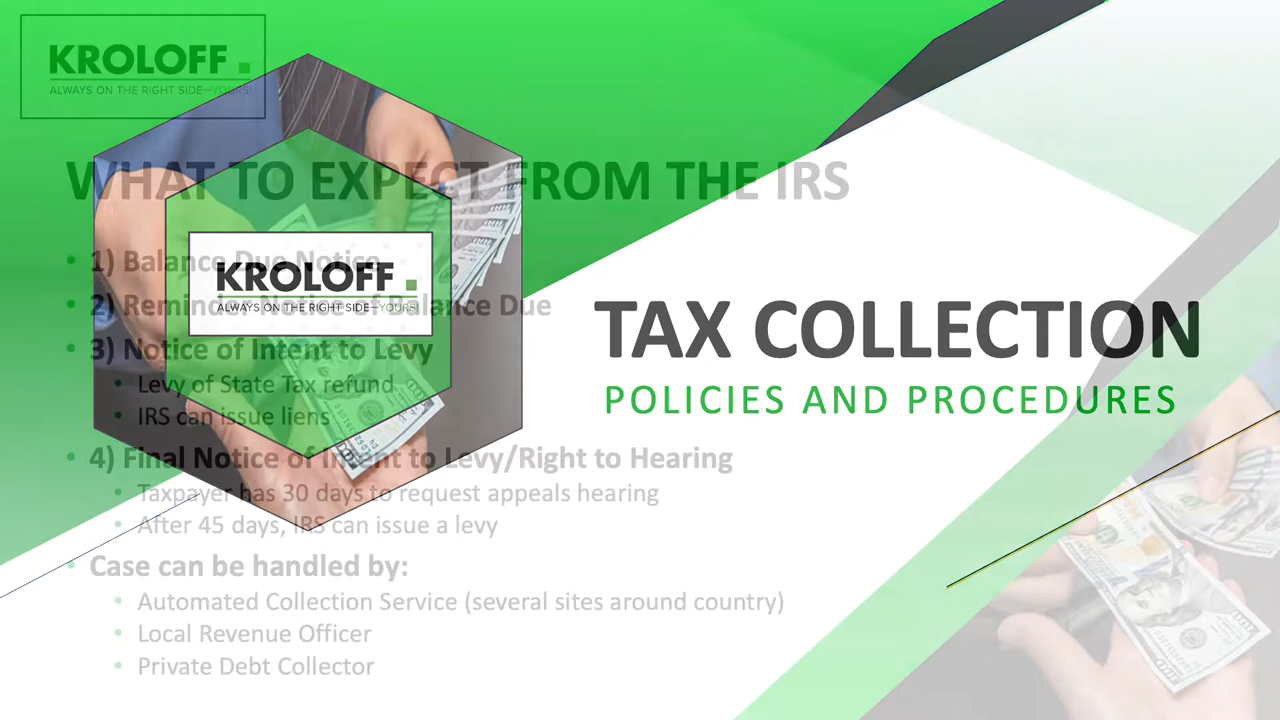 KROLOFF.
ALWAYS ON THE RIGHT SIDE—YOURS!
WHAT TO EXPECT FROM THE IRS
• 1) Balance Due Notice
• 2) Reminder Notice of Balance Due
• 3) Notice of Intent to Levy
• Levy of State Tax refund
• IRS can issue liens
• 4) Final Notice of Intent to Levy/Right to Hearing
• Taxpayer has 30 days to request appeals hearing
• After 45 days, IRS can issue a levy
• Case can be handled by:
• Automated Collection Service (several sites around country)
• Local Revenue Officer
• Private Debt Collector
KROLOFF.
ALWAYS ON THE RIGHT SIDE—YOURS!
TAX COLLECTION
POLICIES AND PROCEDURES